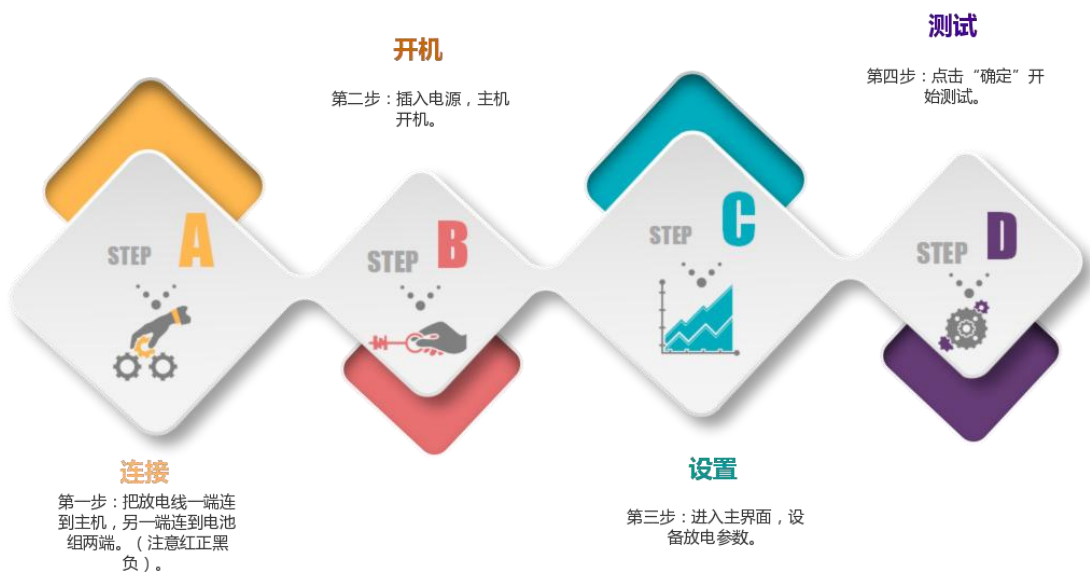 测试
开机
第四步：点击“确定”开
始测试。
第二步：插入电源，主机
开机。
STEP A
STEP B
STEP C
STEP D
连接
第一步：把放电线一端连
到主机，另一端连到电池
组两端。（注意红正黑
负）。
设置
第三步：进入主界面，设
备放电参数。